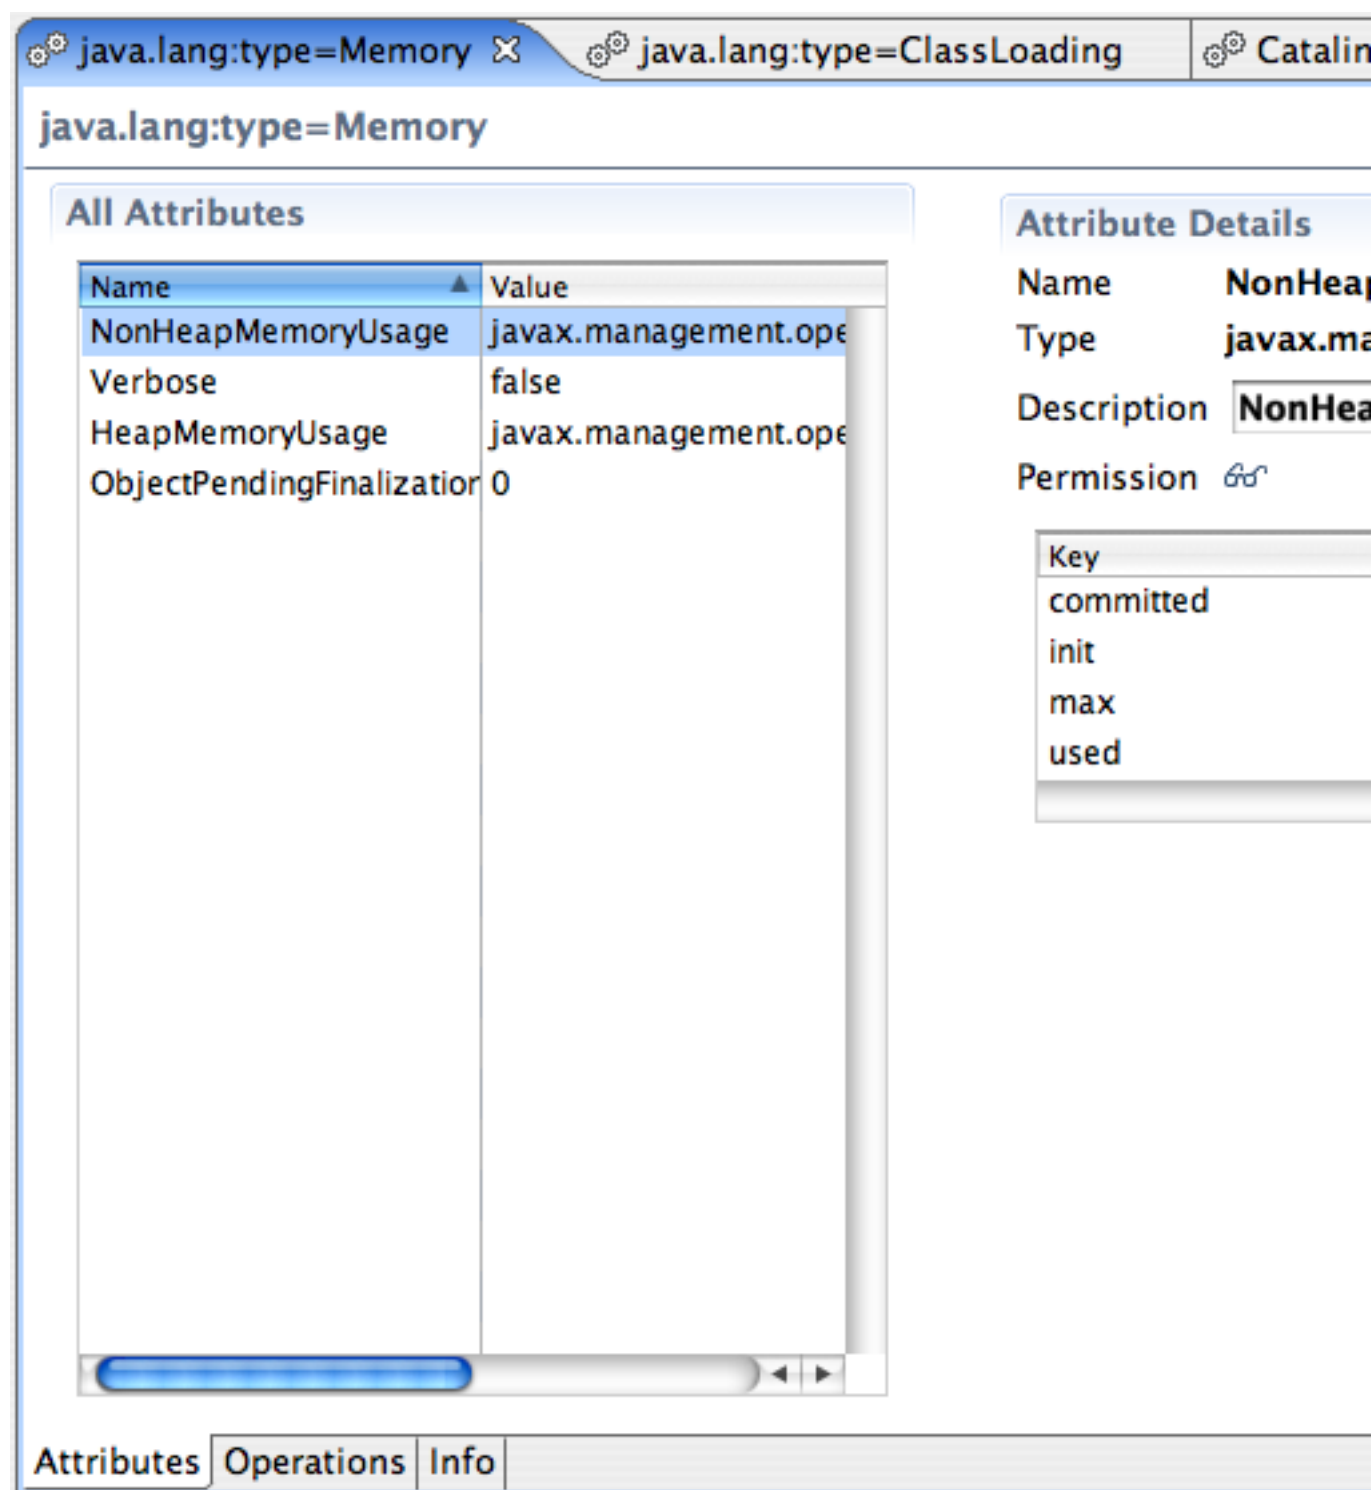 java.lang:type=Memory java.lang:type=ClassLoading
java.lang:type=Memory
All Attributes
Name Value
NonHeapMemoryUsage javax.management.ope
Verbose false
HeapMemoryUsage javax.management.ope
ObjectPendingFinalization 0
Attribute Details
Name NonHeap
Type javax.ma
Description NonHea
Permission
Key
committed
init
max
used
Attributes Operations Info